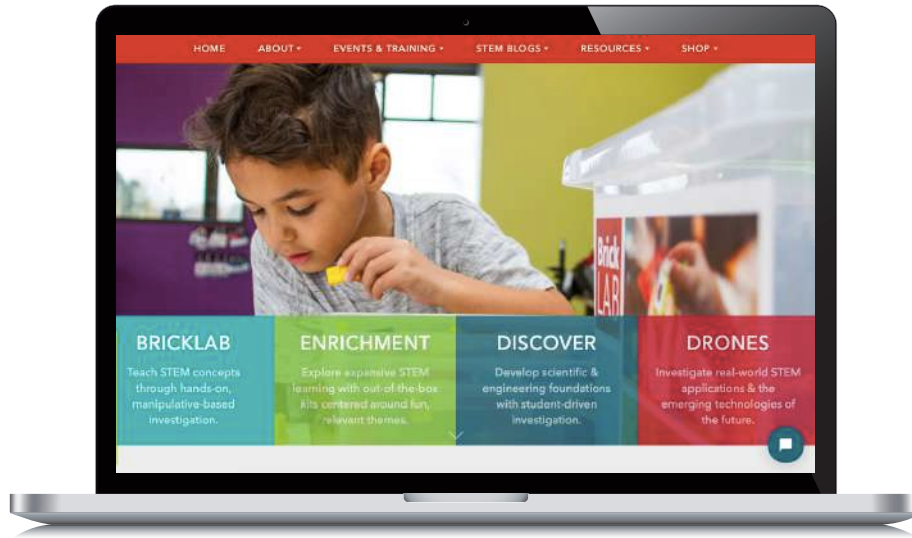 HOME ABOUT EVENTS & TRAINING STEM BLOGS RESOURCES SHOP
Brick
LAB
BRICKLAB
Teach STEM concepts
through hands-on,
manipulative-based
investigation.
ENRICHMENT
Explore expansive STEM
learning with out-of-the-box
kits centered around fun,
relevant themes.
DISCOVER
Develop scientific &
engineering foundations
with student-driven
investigation.
DRONES
Investigate real-world STEM
applications & the
emerging technologies of
the future.